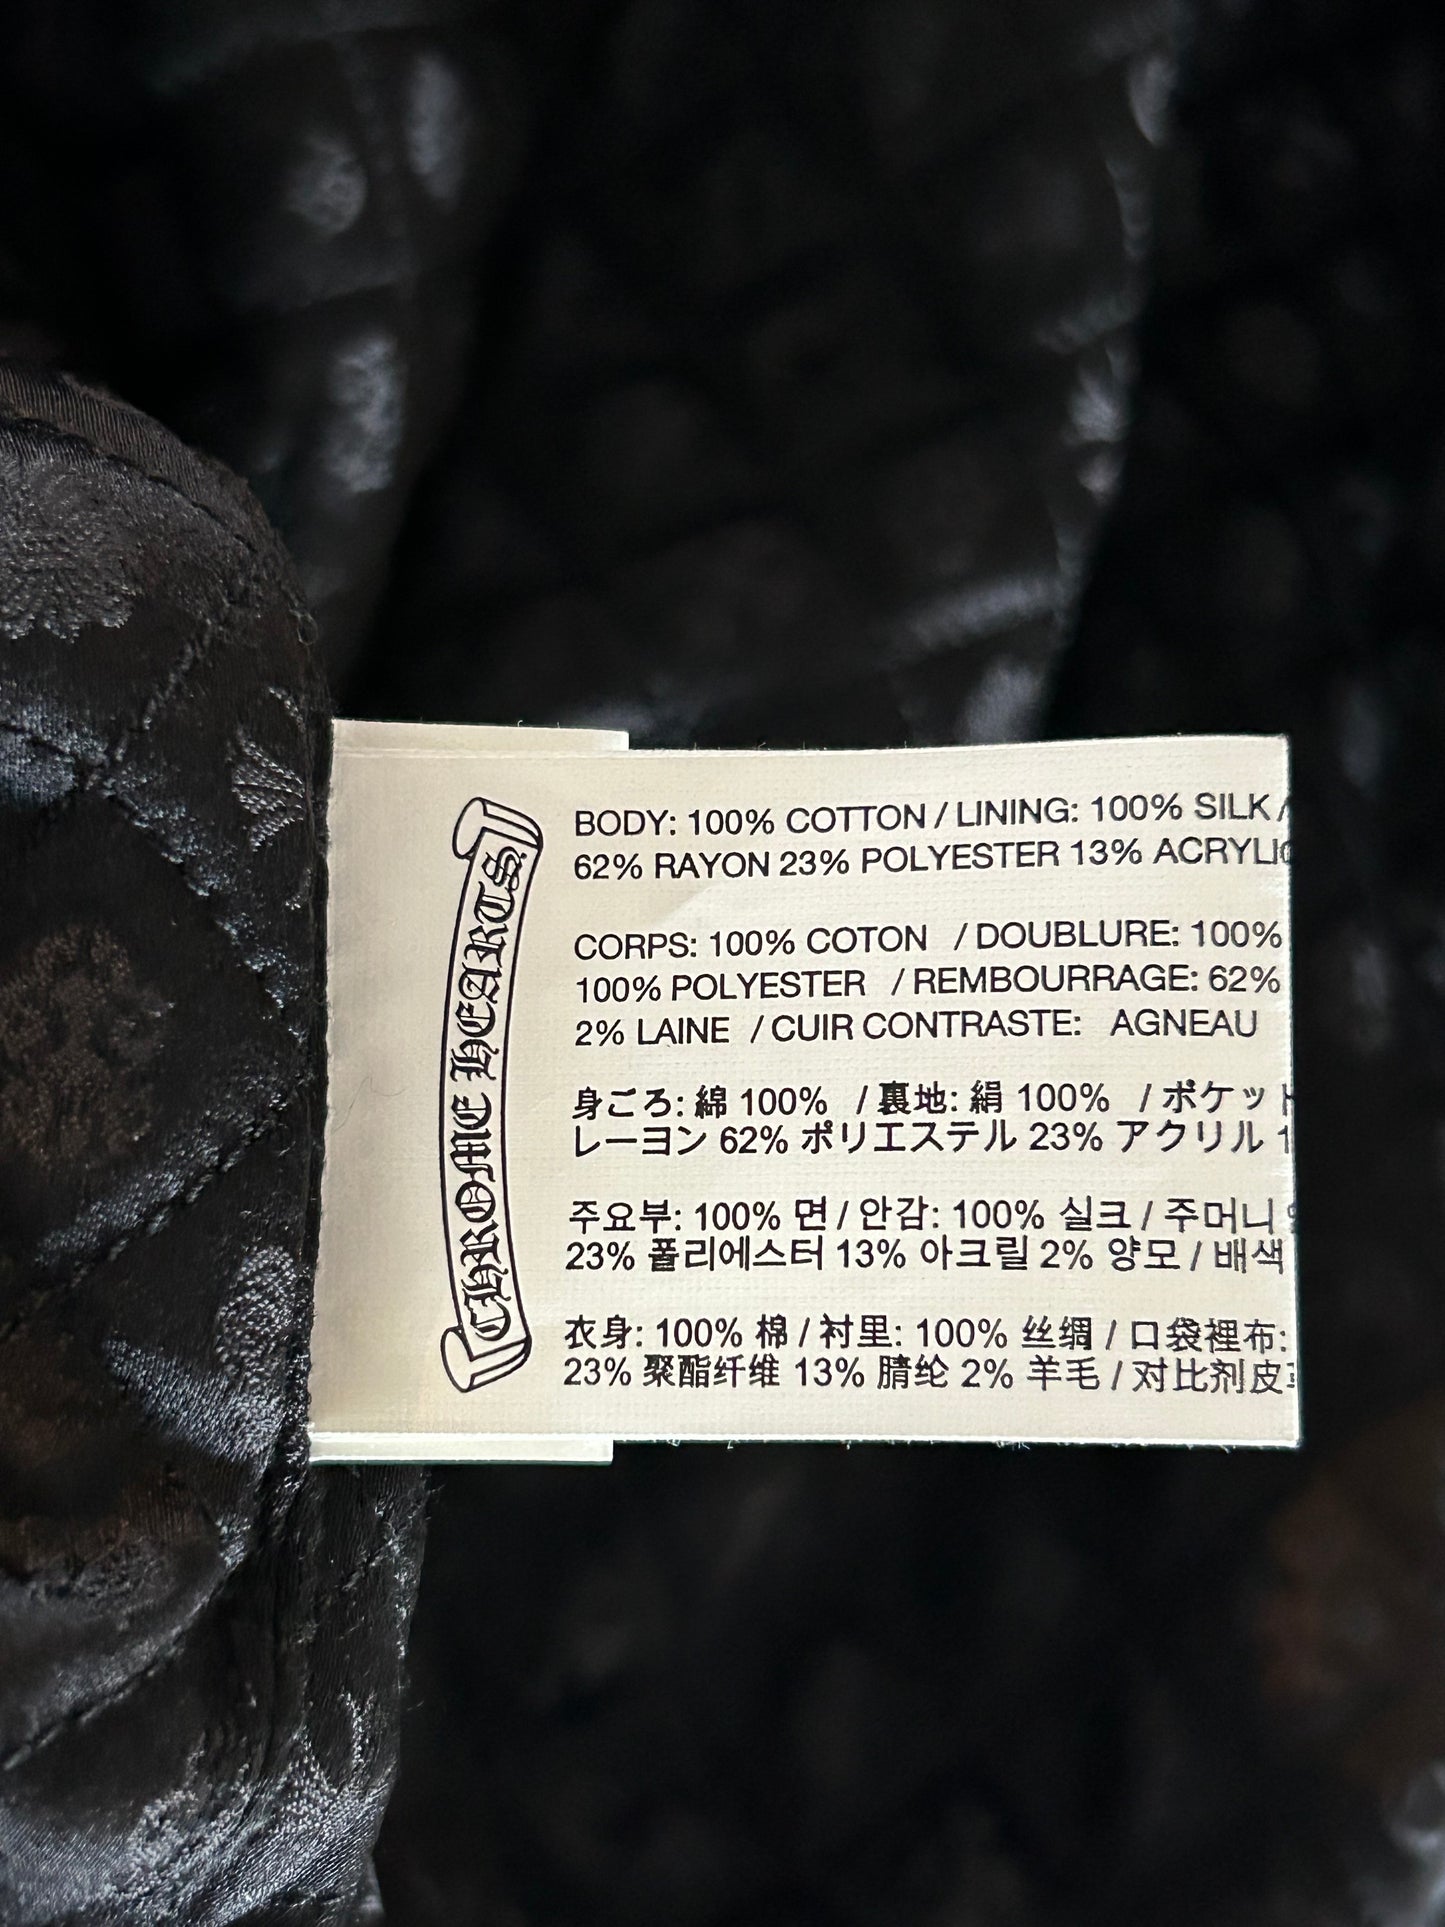 CHROME HEARTS
BODY: 100% COTTON / LINING: 100% SILK /
62% RAYON 23% POLYESTER 13% ACRYLIC
CORPS: 100% COTON / DOUBLURE: 100%
100% POLYESTER / REMBOURRAGE: 62%
2% LAINE / CUIR CONTRASTE: AGNEAU
身ごろ: 綿 100% / 裏地: 絹 100% / ポケット
レーヨン 62% ポリエステル 23% アクリル 1
주요부: 100% 면 / 안감: 100% 실크 / 주머니
23% 폴리에스터 13% 아크릴 2% 양모 / 배색
衣身: 100% 棉 / 衬里: 100% 丝绸 / 口袋裡布:
23% 聚酯纤维 13% 腈纶 2% 羊毛 / 对比剂皮